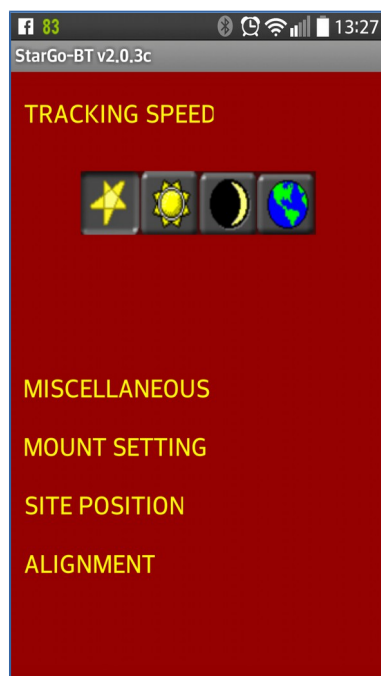 83 13:27
StarGo-BT v2.0.3c
TRACKING SPEED
MISCELLANEOUS
MOUNT SETTING
SITE POSITION
ALIGNMENT